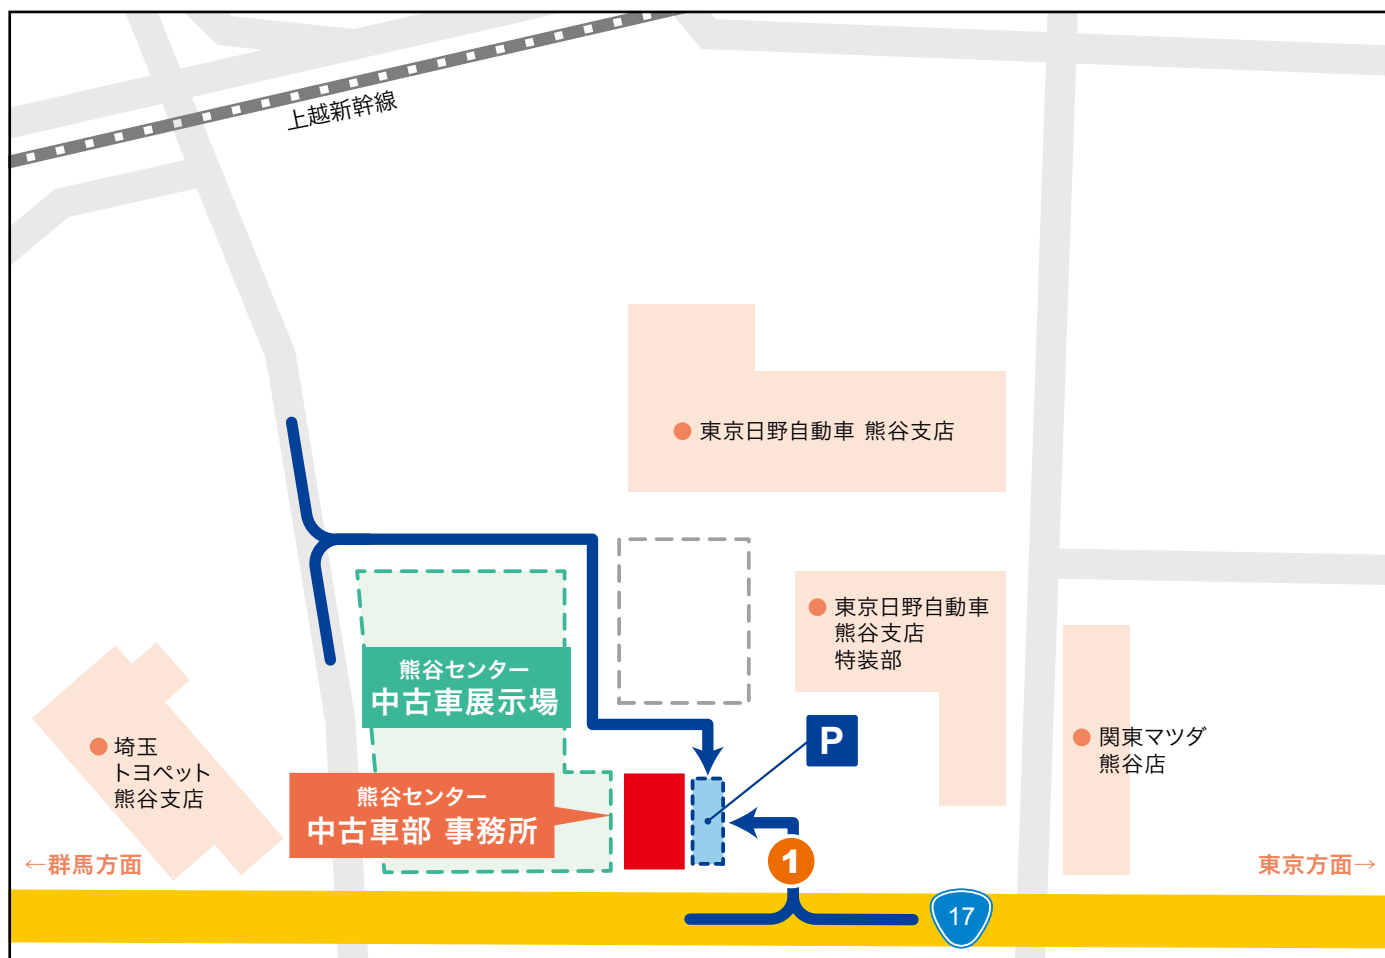 上越新幹線
東京日野自動車 熊谷支店
東京日野自動車
熊谷支店
特装部
熊谷センター
中古車展示場
P
埼玉
トヨペット
熊谷支店
関東マツダ
熊谷店
熊谷センター
中古車部 事務所
1
←群馬方面
東京方面→
17